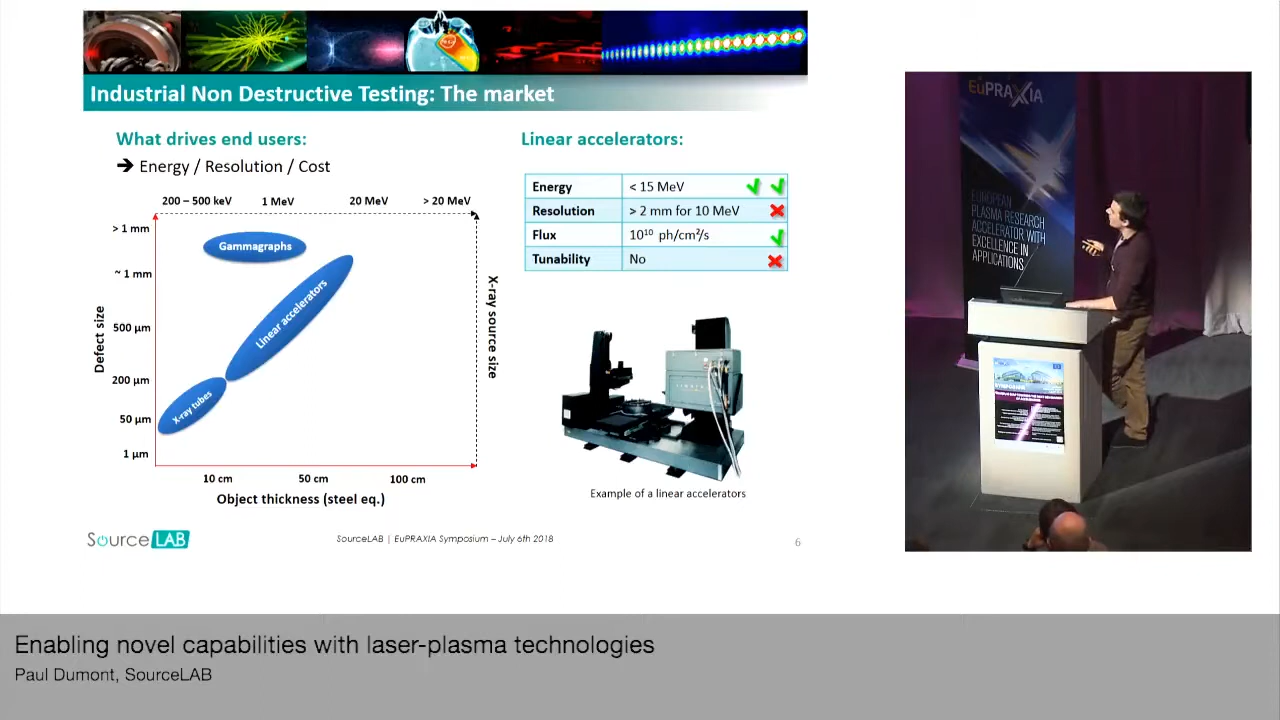 Industrial Non Destructive Testing: The market
What drives end users:
➔ Energy / Resolution / Cost
200 – 500 keV 1 MeV 20 MeV > 20 MeV
> 1 mm
~ 1 mm
500 µm
200 µm
50 µm
1 µm
Defect size
Gammagraphs
Linear accelerators
X-ray tubes
X-ray source size
10 cm 50 cm 100 cm
Object thickness (steel eq.)
Linear accelerators:
Energy < 15 MeV
Resolution > 2 mm for 10 MeV
Flux 10¹⁰ ph/cm²/s
Tunability No
Example of a linear accelerators
SourceLAB
SourceLAB | EuPRAXIA Symposium – July 6th 2018
6
EuPRAXIA
EUROPEAN
PLASMA RESEARCH
ACCELERATOR WITH
EXCELLENCE IN
APPLICATIONS
SYMPOSIUM
Enabling novel capabilities with laser-plasma technologies
Paul Dumont, SourceLAB